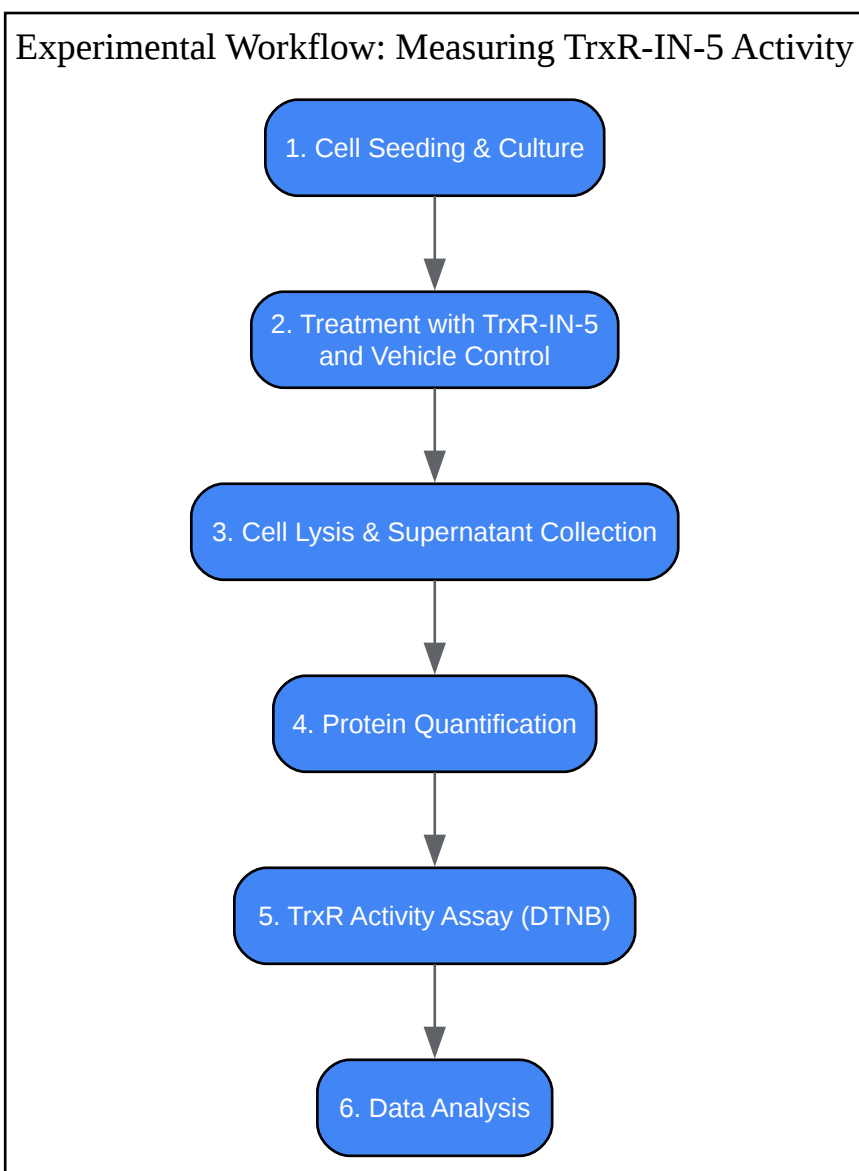 Experimental Workflow: Measuring TrxR-IN-5 Activity
1. Cell Seeding & Culture
2. Treatment with TrxR-IN-5
and Vehicle Control
3. Cell Lysis & Supernatant Collection
4. Protein Quantification
5. TrxR Activity Assay (DTNB)
6. Data Analysis